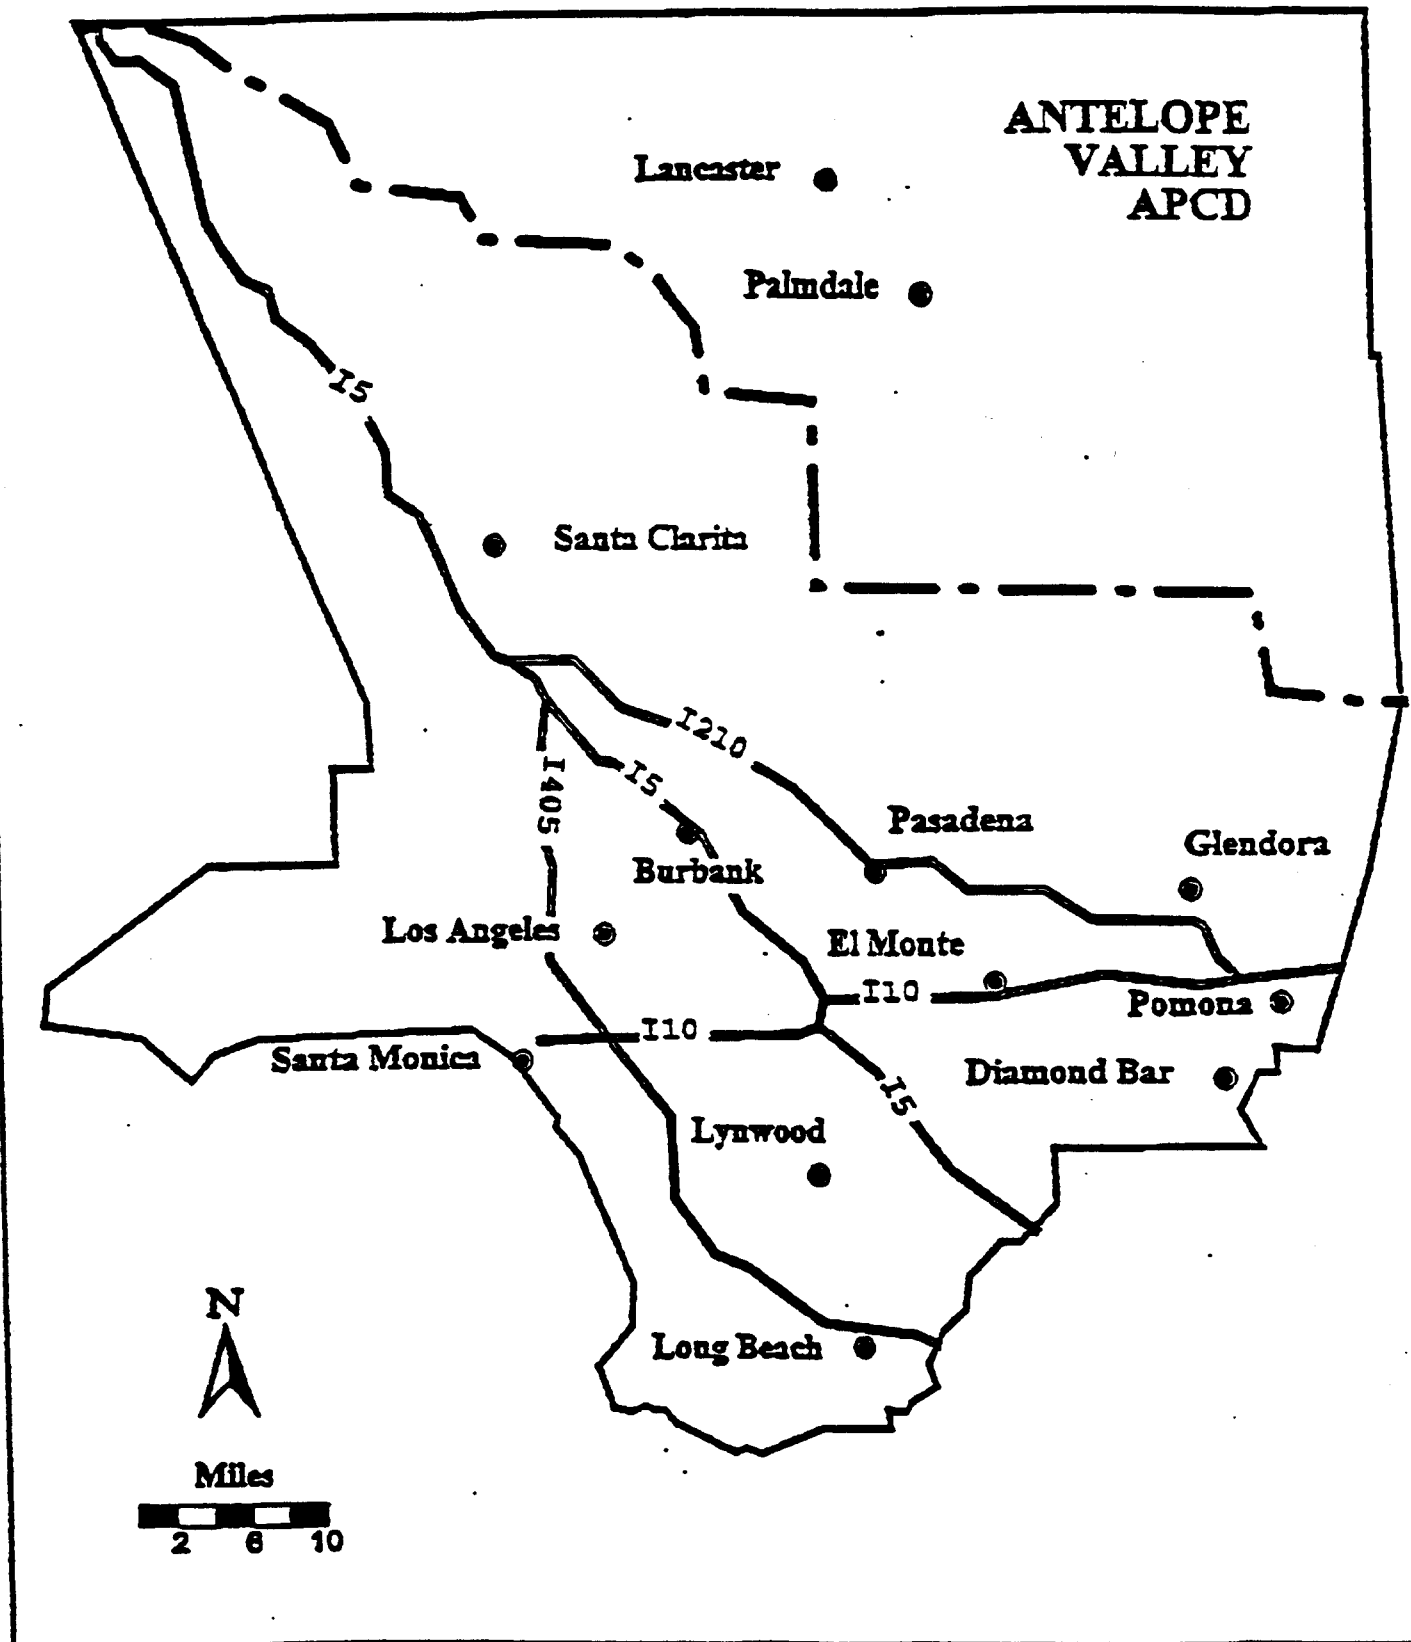 ANTELOPE
VALLEY
APCD
Lancaster
Palmdale
I5
Santa Clarita
I210
I405
I5
Pasadena
Glendora
Burbank
Los Angeles
El Monte
I10
Pomona
I10
Santa Monica
Diamond Bar
I5
Lynwood
N
Long Beach
Miles
2 6 10